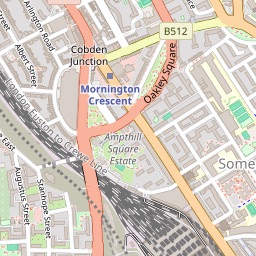 Arlington Road
Albert Street
Cobden
Junction
B512
Oakley Square
Mornington
Crescent
London Euston to Crewe Line
Ampthill
Square
Estate
Some
Augustus Street
Stanhope Street
East